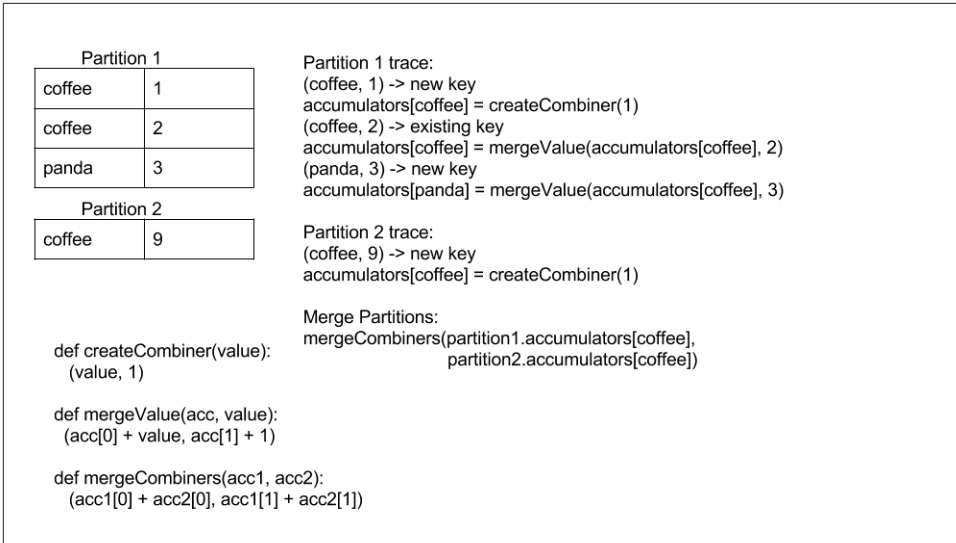 Partition 1
coffee 1
coffee 2
panda 3
Partition 2
coffee 9
def createCombiner(value):
(value, 1)
def mergeValue(acc, value):
(acc[0] + value, acc[1] + 1)
def mergeCombiners(acc1, acc2):
(acc1[0] + acc2[0], acc1[1] + acc2[1])
Partition 1 trace:
(coffee, 1) -> new key
accumulators[coffee] = createCombiner(1)
(coffee, 2) -> existing key
accumulators[coffee] = mergeValue(accumulators[coffee], 2)
(panda, 3) -> new key
accumulators[panda] = mergeValue(accumulators[coffee], 3)
Partition 2 trace:
(coffee, 9) -> new key
accumulators[coffee] = createCombiner(1)
Merge Partitions:
mergeCombiners(partition1.accumulators[coffee],
partition2.accumulators[coffee])